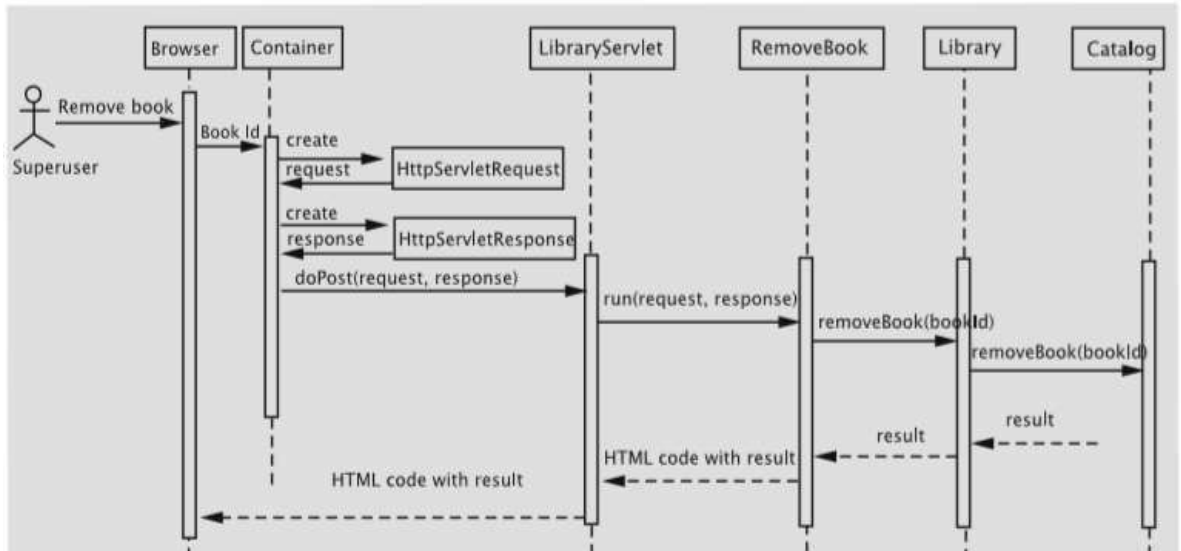 Browser
Container
LibraryServlet
RemoveBook
Library
Catalog
Remove book
Superuser
Book Id
create
request
HttpServletRequest
create
response
HttpServletResponse
doPost(request, response)
run(request, response)
removeBook(bookId)
removeBook(bookId)
result
result
HTML code with result
HTML code with result